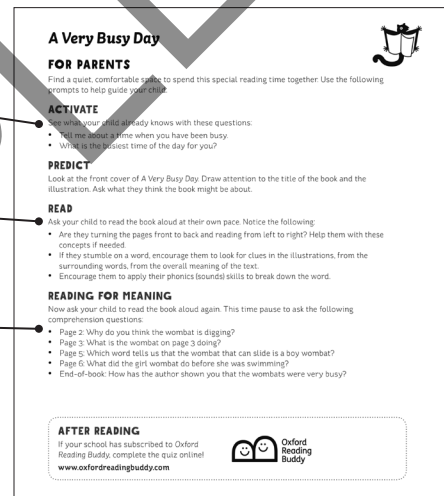 A Very Busy Day
FOR PARENTS
Find a quiet, comfortable space to spend this special reading time together. Use the following
prompts to help guide your child.
ACTIVATE
See what your child already knows with these questions:
• Tell me about a time when you have been busy.
• What is the busiest time of the day for you?
PREDICT
Look at the front cover of A Very Busy Day. Draw attention to the title of the book and the
illustration. Ask what they think the book might be about.
READ
Ask your child to read the book aloud at their own pace. Notice the following:
• Are they turning the pages front to back and reading from left to right? Help them with these
concepts if needed.
• If they stumble on a word, encourage them to look for clues in the illustrations, from the
surrounding words, from the overall meaning of the text.
• Encourage them to apply their phonics (sounds) skills to break down the word.
READING FOR MEANING
Now ask your child to read the book aloud again. This time pause to ask the following
comprehension questions:
• Page 2: Why do you think the wombat is digging?
• Page 3: What is the wombat on page 3 doing?
• Page 5: Which word tells us that the wombat that can slide is a boy wombat?
• Page 6: What did the girl wombat do before she was swimming?
• End-of-book: How has the author shown you that the wombats were very busy?
AFTER READING
If your school has subscribed to Oxford
Reading Buddy, complete the quiz online!
www.oxfordreadingbuddy.com
Oxford
Reading
Buddy